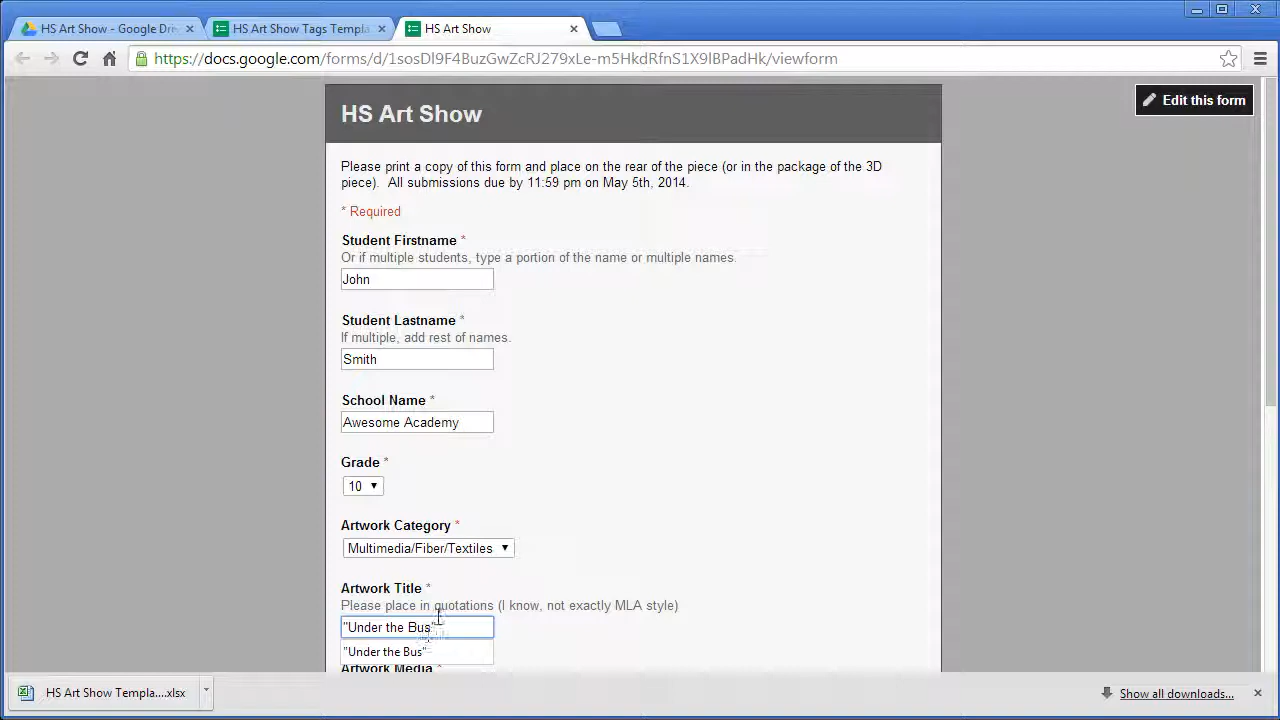 HS Art Show - Google Dri
HS Art Show Tags Templa
HS Art Show
https://docs.google.com/forms/d/1sosDl9F4BuzGwZcRJ279xLe-m5HkdRfnS1X9lBPadHk/viewform
Edit this form
HS Art Show
Please print a copy of this form and place on the rear of the piece (or in the package of the 3D
piece).  All submissions due by 11:59 pm on May 5th, 2014.
* Required
Student Firstname *
Or if multiple students, type a portion of the name or multiple names.
John
Student Lastname *
If multiple, add rest of names.
Smith
School Name *
Awesome Academy
Grade *
10
Artwork Category *
Multimedia/Fiber/Textiles
Artwork Title *
Please place in quotations (I know, not exactly MLA style)
"Under the Bus"
"Under the Bus"
Artwork Media *
HS Art Show Templa....xlsx
Show all downloads...